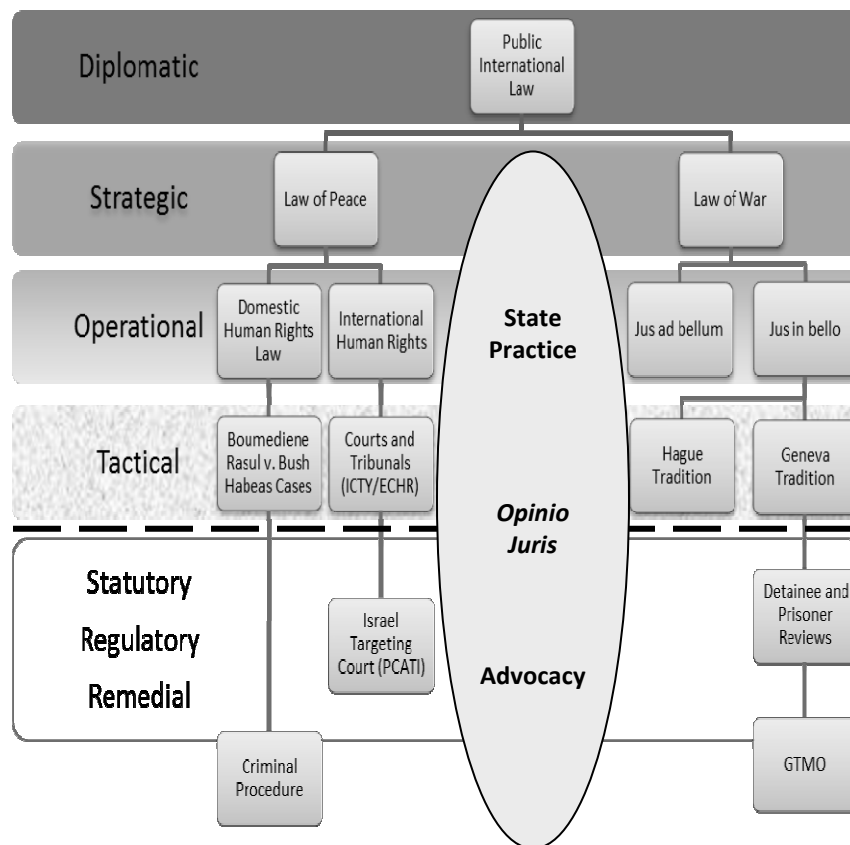 Diplomatic
Public
International
Law
Strategic
Law of Peace
Law of War
Operational
Domestic
Human Rights
Law
International
Human Rights
State
Practice
Jus ad bellum
Jus in bello
Tactical
Boumediene
Rasul v. Bush
Habeas Cases
Courts and
Tribunals
(ICTY/ECHR)
Opinio
Juris
Hague
Tradition
Geneva
Tradition
Statutory
Regulatory
Remedial
Israel
Targeting
Court (PCATI)
Advocacy
Detainee and
Prisoner
Reviews
Criminal
Procedure
GTMO